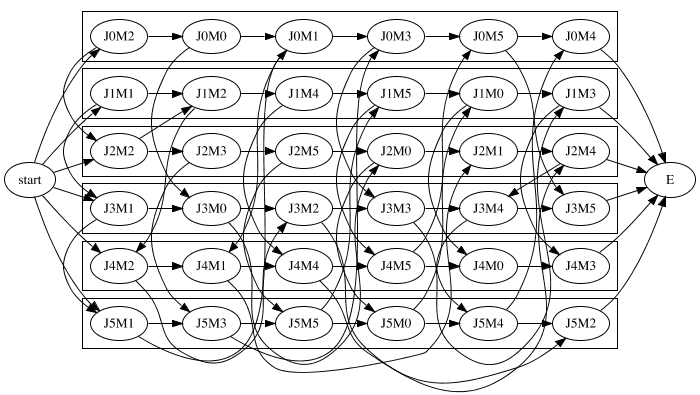 J0M2 J0M0 J0M1 J0M3 J0M5 J0M4
J1M1 J1M2 J1M4 J1M5 J1M0 J1M3
J2M2 J2M3 J2M5 J2M0 J2M1 J2M4
start E
J3M1 J3M0 J3M2 J3M3 J3M4 J3M5
J4M2 J4M1 J4M4 J4M5 J4M0 J4M3
J5M1 J5M3 J5M5 J5M0 J5M4 J5M2